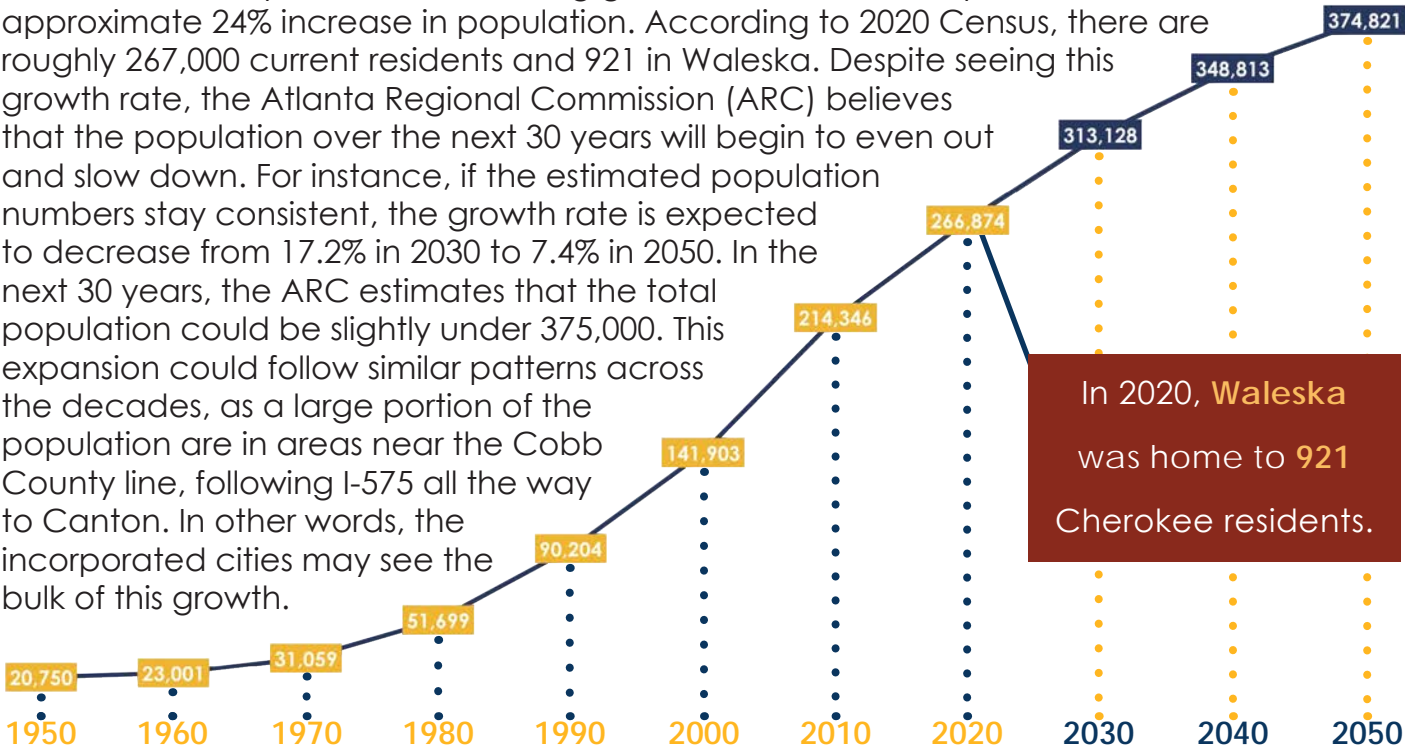 approximate 24% increase in population. According to 2020 Census, there are
roughly 267,000 current residents and 921 in Waleska. Despite seeing this
growth rate, the Atlanta Regional Commission (ARC) believes
that the population over the next 30 years will begin to even out
and slow down. For instance, if the estimated population
numbers stay consistent, the growth rate is expected
to decrease from 17.2% in 2030 to 7.4% in 2050. In the
next 30 years, the ARC estimates that the total
population could be slightly under 375,000. This
expansion could follow similar patterns across
the decades, as a large portion of the
population are in areas near the Cobb
County line, following I-575 all the way
to Canton. In other words, the
incorporated cities may see the
bulk of this growth.
20,750
23,001
31,059
51,699
90,204
141,903
214,346
266,874
313,128
348,813
374,821
In 2020, Waleska
was home to 921
Cherokee residents.
1950 1960 1970 1980 1990 2000 2010 2020 2030 2040 2050